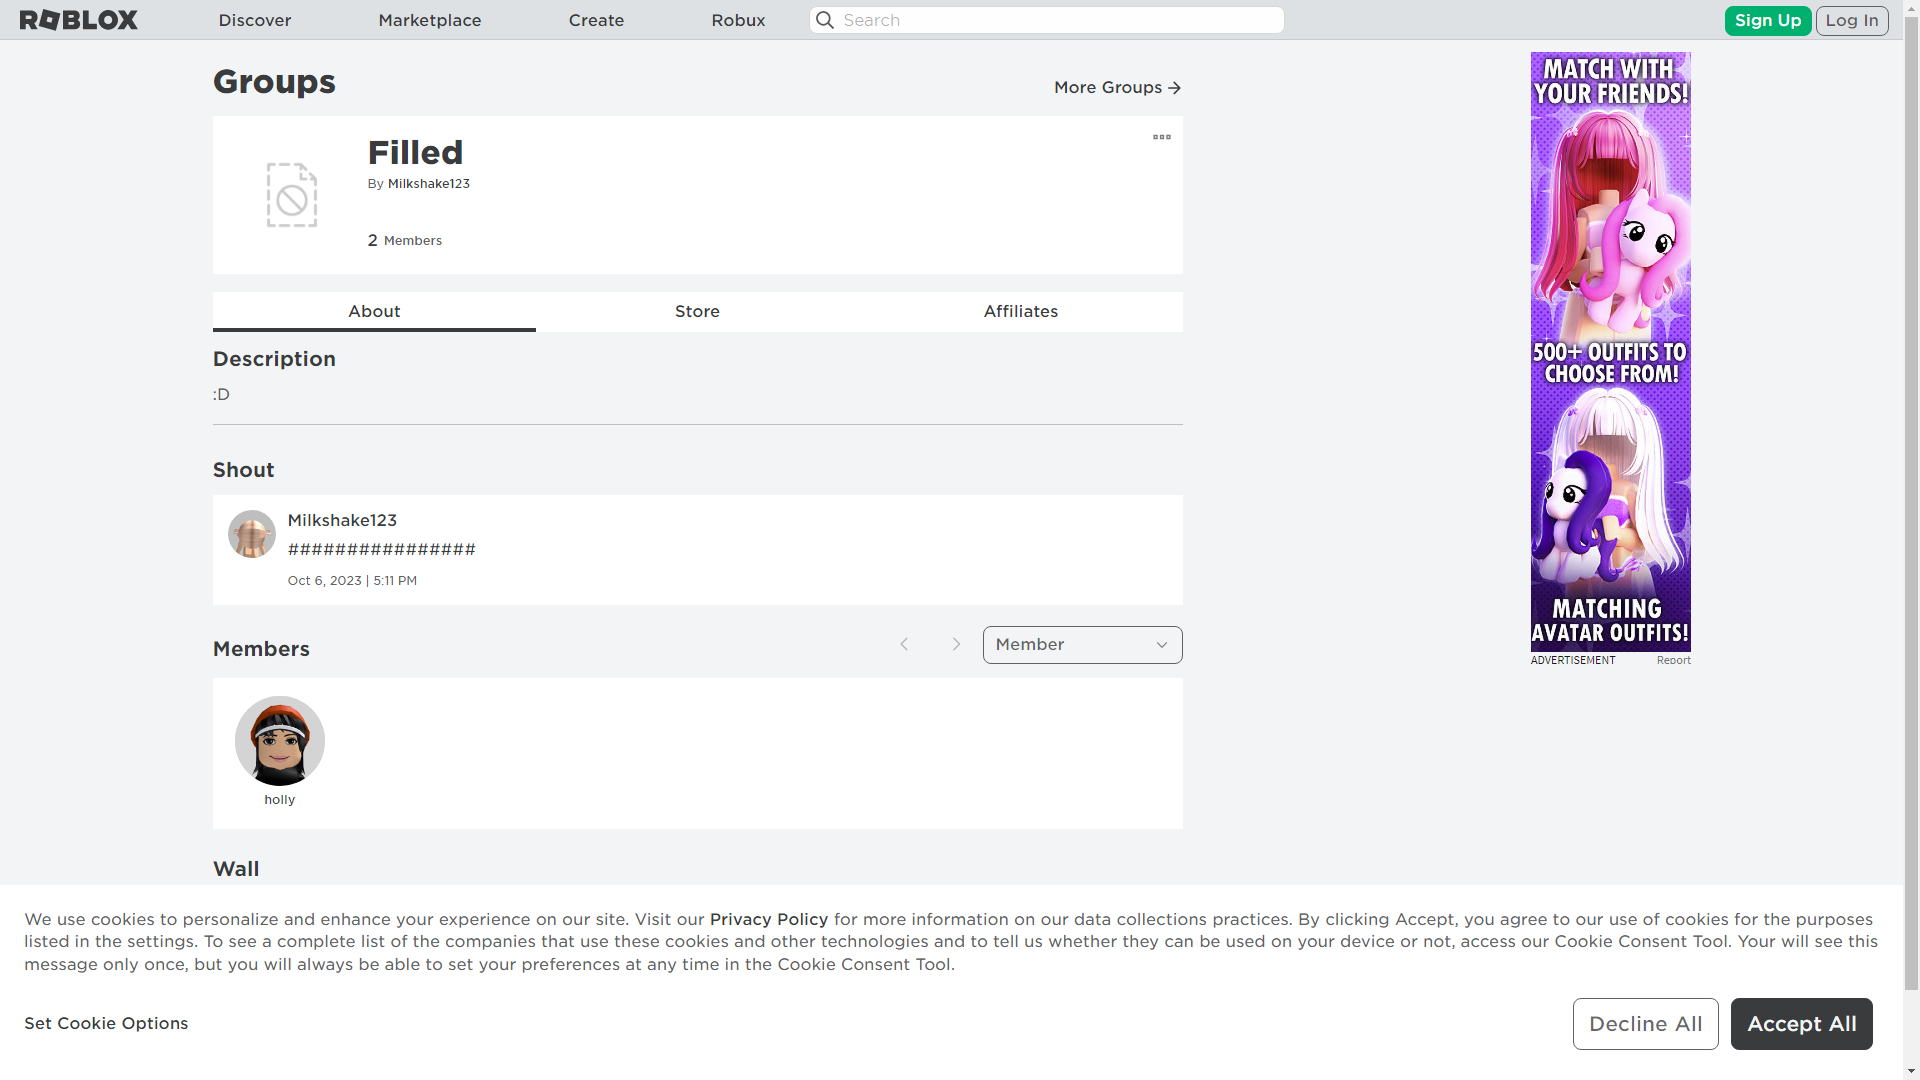 ROBLOX
Discover
Marketplace
Create
Robux
Search
Sign Up
Log In
Groups
More Groups
Filled
By Milkshake123
2 Members
About
Store
Affiliates
Description
:D
Shout
Milkshake123
################
Oct 6, 2023 | 5:11 PM
Members
Member
holly
Wall
MATCH WITH
YOUR FRIENDS!
500+ OUTFITS TO
CHOOSE FROM!
MATCHING
AVATAR OUTFITS!
ADVERTISEMENT
Report
We use cookies to personalize and enhance your experience on our site. Visit our Privacy Policy for more information on our data collections practices. By clicking Accept, you agree to our use of cookies for the purposes
listed in the settings. To see a complete list of the companies that use these cookies and other technologies and to tell us whether they can be used on your device or not, access our Cookie Consent Tool. Your will see this
message only once, but you will always be able to set your preferences at any time in the Cookie Consent Tool.
Set Cookie Options
Decline All
Accept All